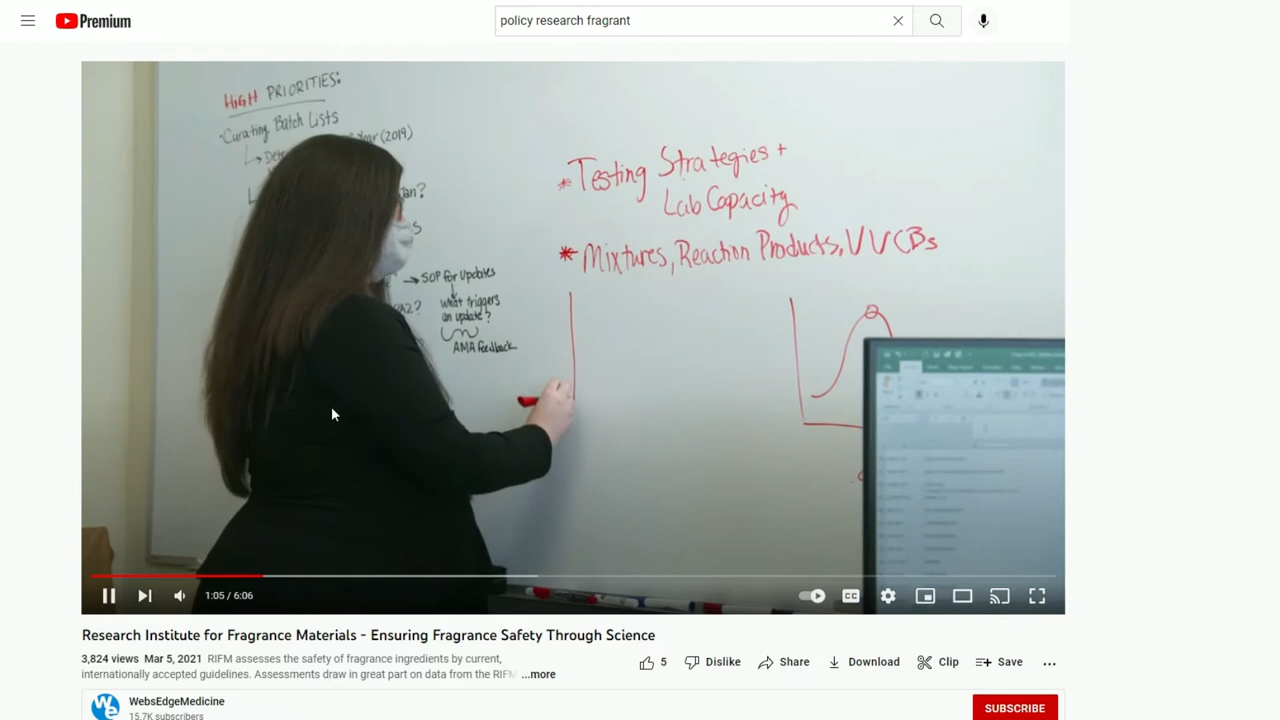 Premium
policy research fragrant
HIGH PRIORITIES:
Curating Batch Lists
(2019)
SOP for Updates
What triggers
an update?
AMA feedback
* Testing Strategies +
Lab Capacity
* Mixtures, Reaction Products, UVCBs
1:05 / 6:06
CC
Research Institute for Fragrance Materials - Ensuring Fragrance Safety Through Science
3,824 views Mar 5, 2021 RIFM assesses the safety of fragrance ingredients by current,
internationally accepted guidelines. Assessments draw in great part on data from the RIFM ...more
5 Dislike Share Download Clip Save ...
WebsEdgeMedicine
15.7K subscribers
SUBSCRIBE